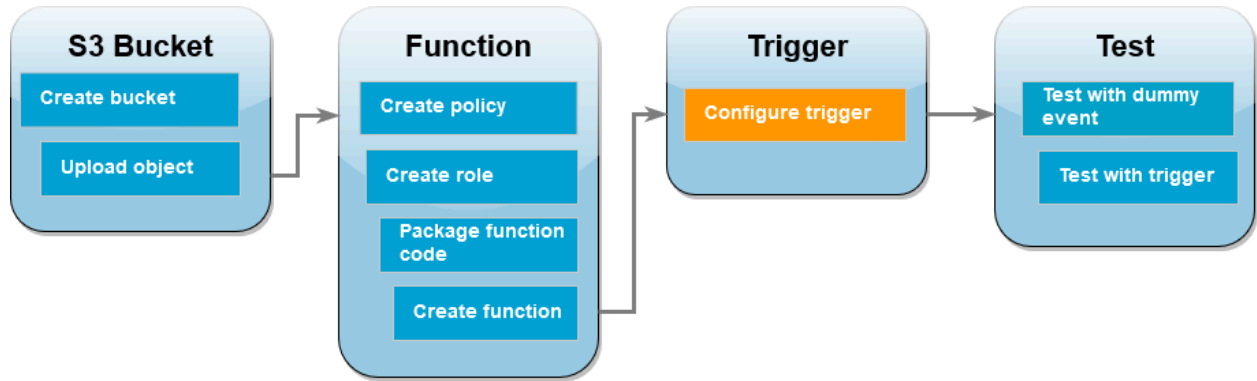 S3 Bucket
Create bucket
Upload object
Function
Create policy
Create role
Package function
code
Create function
Trigger
Configure trigger
Test
Test with dummy
event
Test with trigger